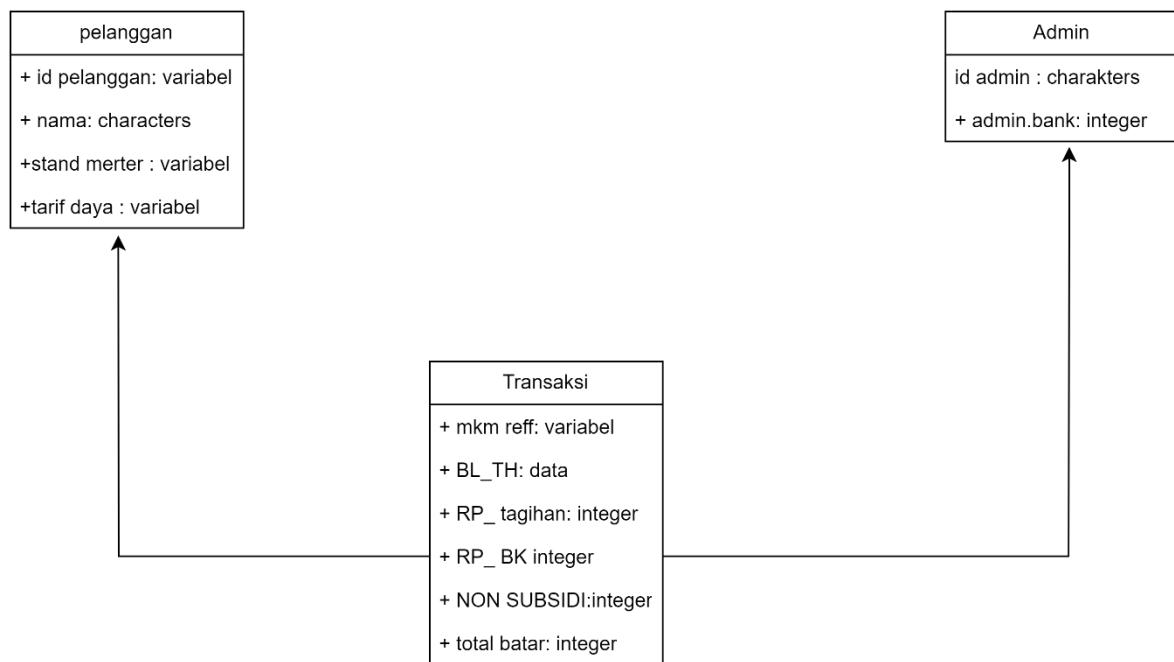 pelanggan
+ id pelanggan: variabel
+ nama: characters
+stand merter : variabel
+tarif daya : variabel
Admin
id admin : charakters
+ admin.bank: integer
Transaksi
+ mkm reff: variabel
+ BL_TH: data
+ RP_ tagihan: integer
+ RP_ BK integer
+ NON SUBSIDI:integer
+ total batar: integer